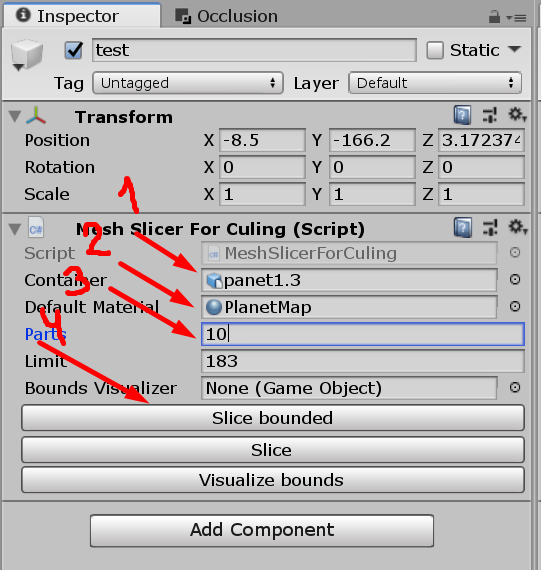 Inspector Occlusion
test Static
Tag Untagged Layer Default
Transform
Position X -8.5 Y -166.2 Z 3.172374
Rotation X 0 Y 0 Z 0
Scale X 1 Y 1 Z 1
1
Mesh Slicer For Culing (Script)
2
Script C# MeshSlicerForCuling
3
Container panet1.3
Default Material PlanetMap
4
Parts 10
Limit 183
Bounds Visualizer None (Game Object)
Slice bounded
Slice
Visualize bounds
Add Component